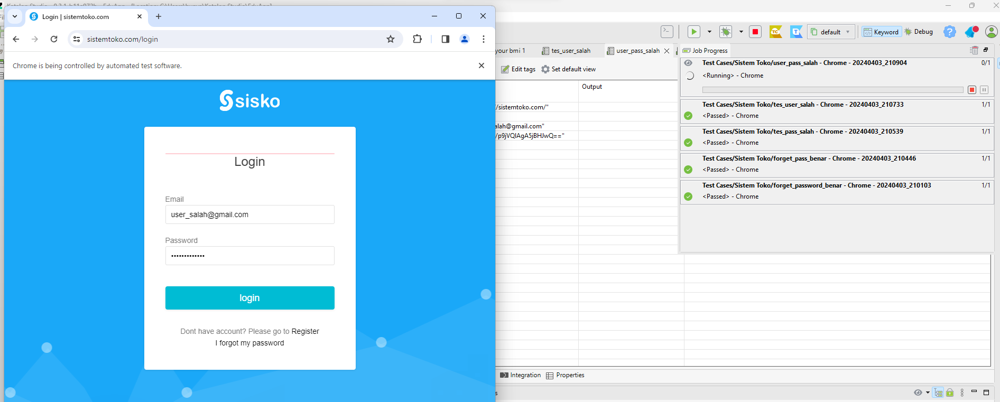 Login | sistemtoko.com
sistemtoko.com/login
Chrome is being controlled by automated test software.
sisko
Login
Email
user_salah@gmail.com
Password
•••••••••••••
login
Dont have account? Please go to Register
I forgot my password
TC
T
default
Keyword
Debug
your bmi 1
tes_user_salah
user_pass_salah
Edit tags
Set default view
Output
/sistemtoko.com/"
alah@gmail.com"
/p9jVQIAgA5jBHJwQ=="
Job Progress
Test Cases/Sistem Toko/user_pass_salah - Chrome - 20240403_210904 0/1
<Running> - Chrome
Test Cases/Sistem Toko/tes_user_salah - Chrome - 20240403_210733 1/1
<Passed> - Chrome
Test Cases/Sistem Toko/tes_pass_salah - Chrome - 20240403_210539 1/1
<Passed> - Chrome
Test Cases/Sistem Toko/forget_pass_benar - Chrome - 20240403_210446 1/1
<Passed> - Chrome
Test Cases/Sistem Toko/forget_password_benar - Chrome - 20240403_210103 1/1
<Passed> - Chrome
Integration
Properties